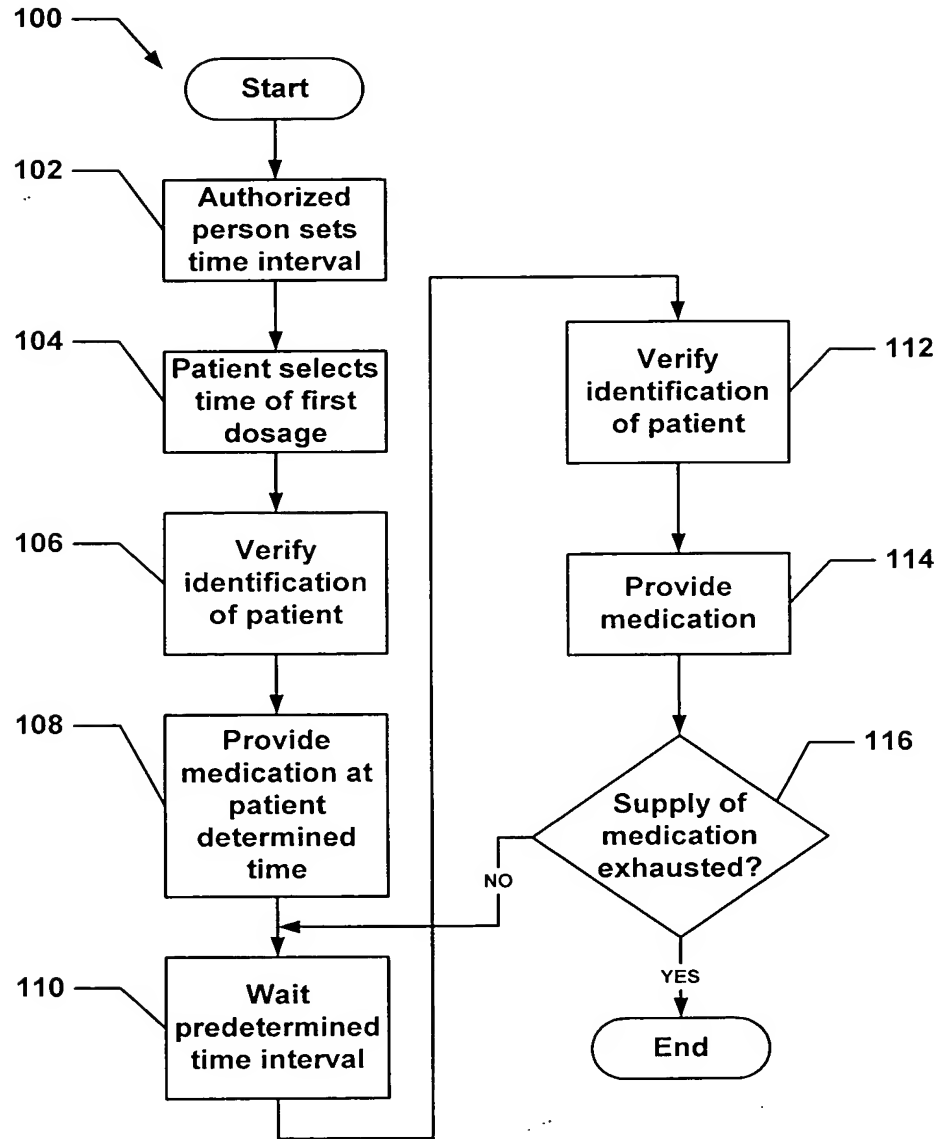 100
Start
102
Authorized
person sets
time interval
104
Patient selects
time of first
dosage
106
Verify
identification
of patient
108
Provide
medication at
patient
determined
time
110
Wait
predetermined
time interval
112
Verify
identification
of patient
114
Provide
medication
116
Supply of
medication
exhausted?
NO
YES
End